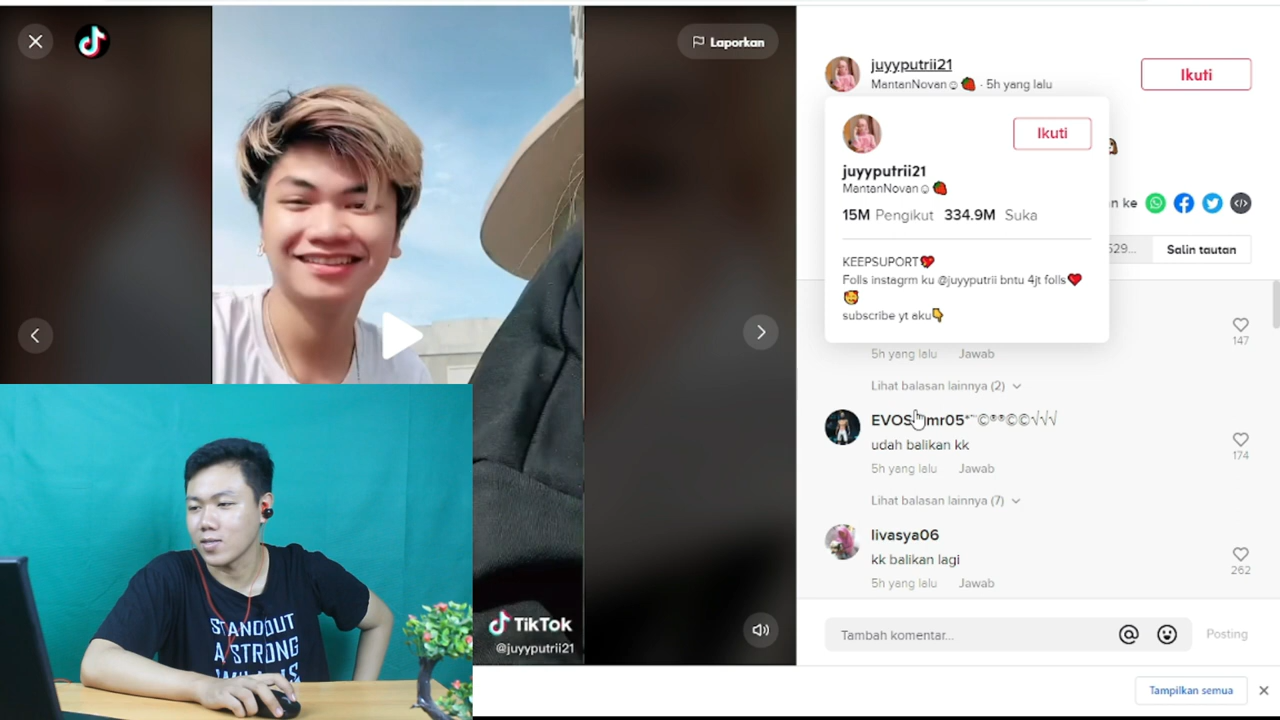 Laporkan
juyyputrii21
MantanNovan☺🍓 · 5h yang lalu
Ikuti
Ikuti
juyyputrii21
MantanNovan☺🍓
15M Pengikut 334.9M Suka
KEEPSUPORT💖
Folls instagrm ku @juyyputrii bntu 4jt folls❤️
🥰
subscribe yt aku👇
n ke
529...
Salin tautan
147
5h yang lalu Jawab
Lihat balasan lainnya (2)
EVOS mr05*¨©®®©©√√√
udah balikan kk
174
5h yang lalu Jawab
Lihat balasan lainnya (7)
livasya06
kk balikan lagi
262
5h yang lalu Jawab
Tambah komentar...
Posting
Tampilkan semua
TikTok
@juyyputrii21
STANDOUT
A STRONG